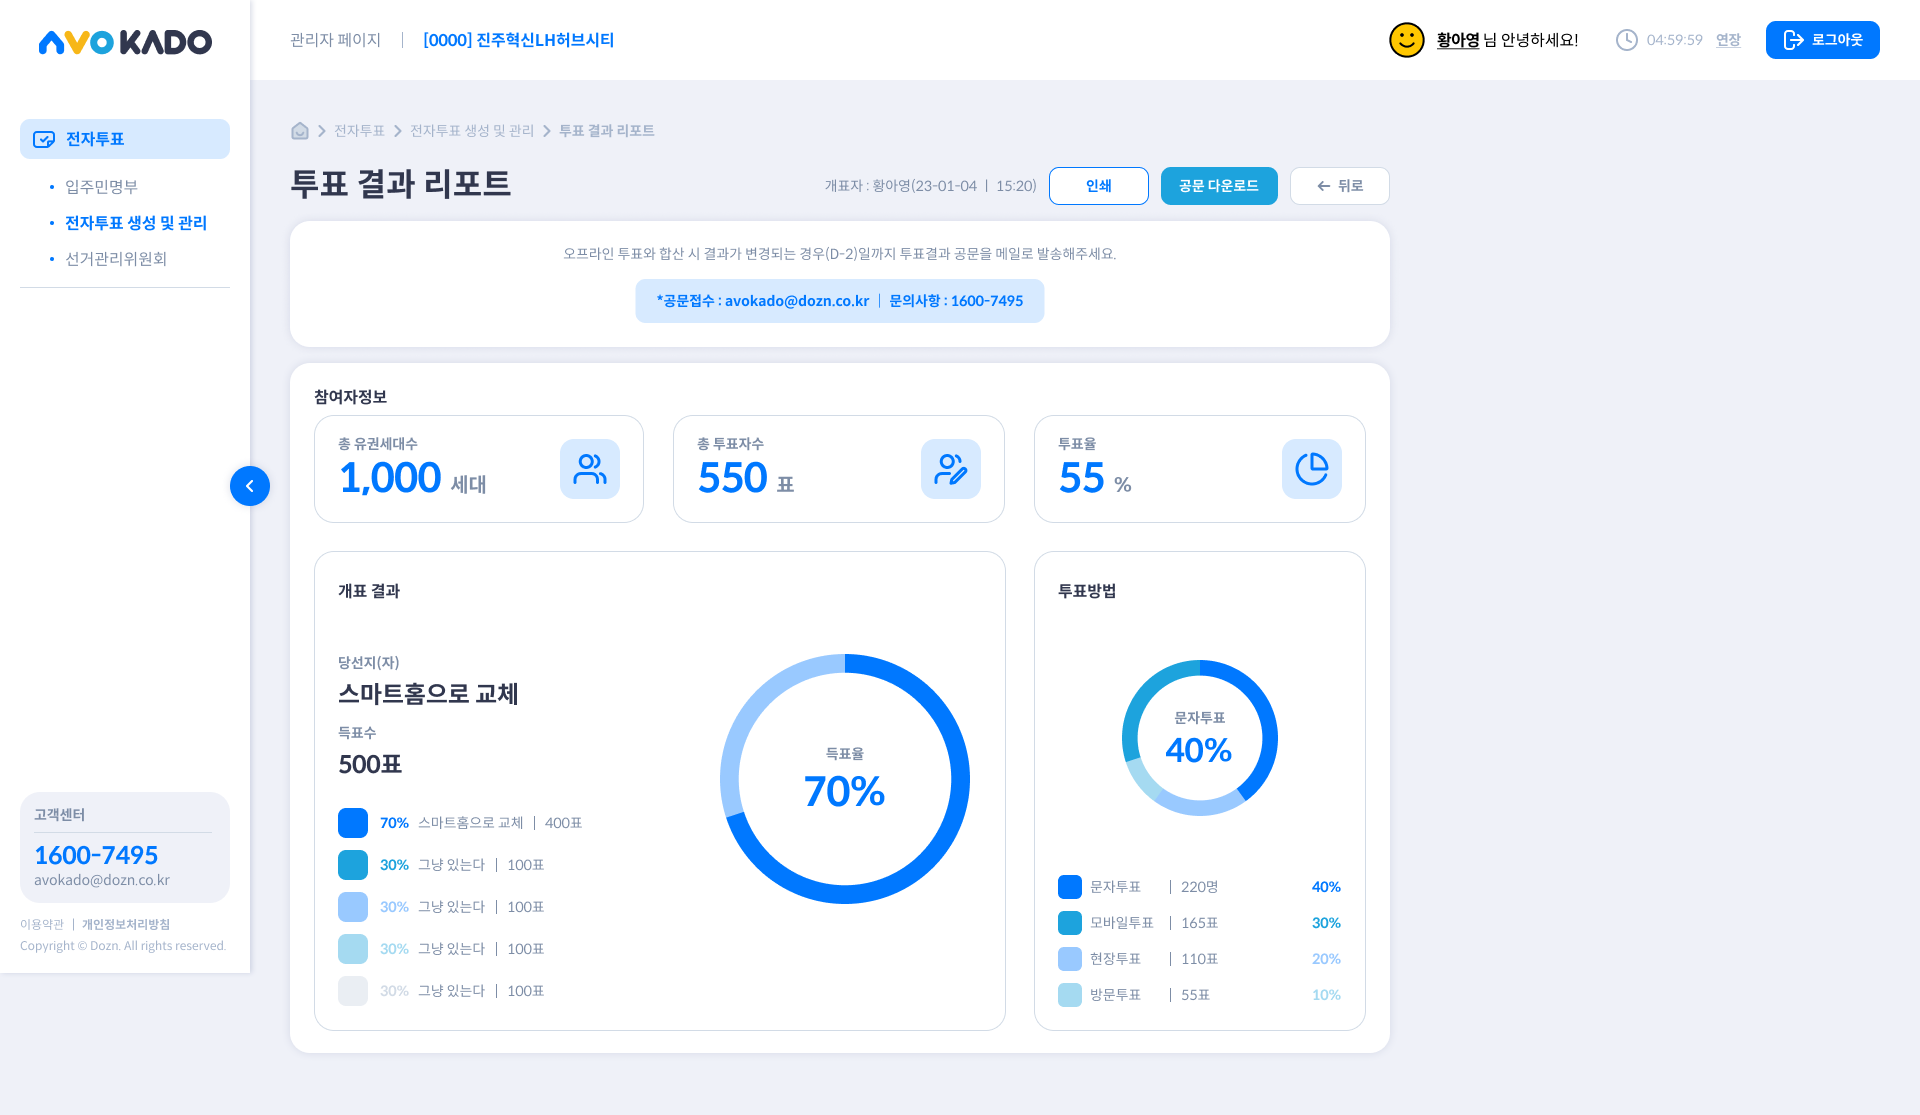 AVOKADO
관리자 페이지 | [0000] 진주혁신LH허브시티
황아영 님 안녕하세요!
04:59:59 연장
로그아웃
전자투표
• 입주민명부
• 전자투표 생성 및 관리
• 선거관리위원회
고객센터
1600-7495
avokado@dozn.co.kr
이용약관 | 개인정보처리방침
Copyright © Dozn. All rights reserved.
전자투표 > 전자투표 생성 및 관리 > 투표 결과 리포트
투표 결과 리포트
개표자 : 황아영(23-01-04 | 15:20)
인쇄
공문 다운로드
뒤로
오프라인 투표와 합산 시 결과가 변경되는 경우(D-2)일까지 투표결과 공문을 메일로 발송해주세요.
*공문접수 : avokado@dozn.co.kr | 문의사항 : 1600-7495
참여자정보
총 유권세대수
1,000 세대
총 투표자수
550 표
투표율
55 %
개표 결과
당선지(자)
스마트홈으로 교체
득표수
500표
70% 스마트홈으로 교체 | 400표
30% 그냥 있는다 | 100표
30% 그냥 있는다 | 100표
30% 그냥 있는다 | 100표
30% 그냥 있는다 | 100표
득표율
70%
투표방법
문자투표
40%
문자투표 | 220명 40%
모바일투표 | 165표 30%
현장투표 | 110표 20%
방문투표 | 55표 10%